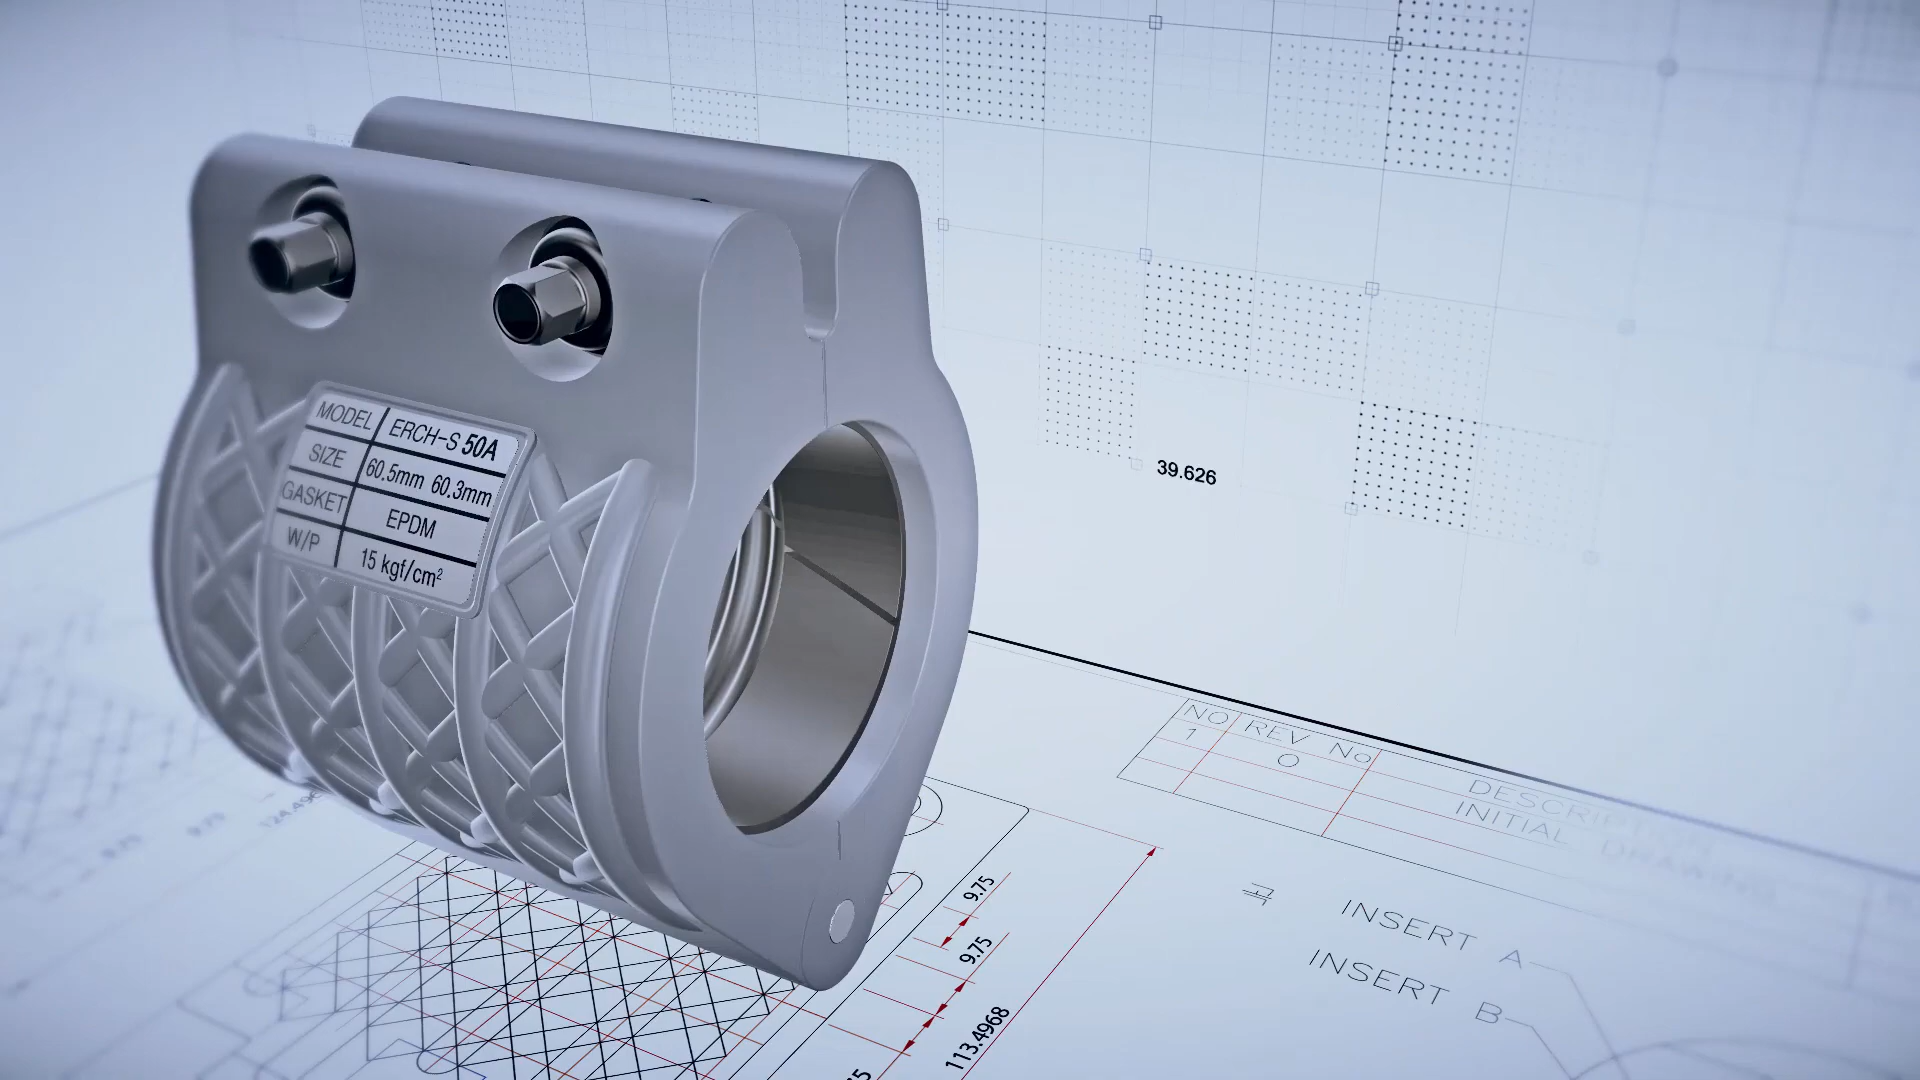 MODEL ERCH-S 50A
SIZE 60.5mm 60.3mm
GASKET EPDM
W/P 15 kgf/cm²
39.626
NO REV No
1 0
INITIAL
INSERT A
INSERT B
9.75
9.75
113.4968